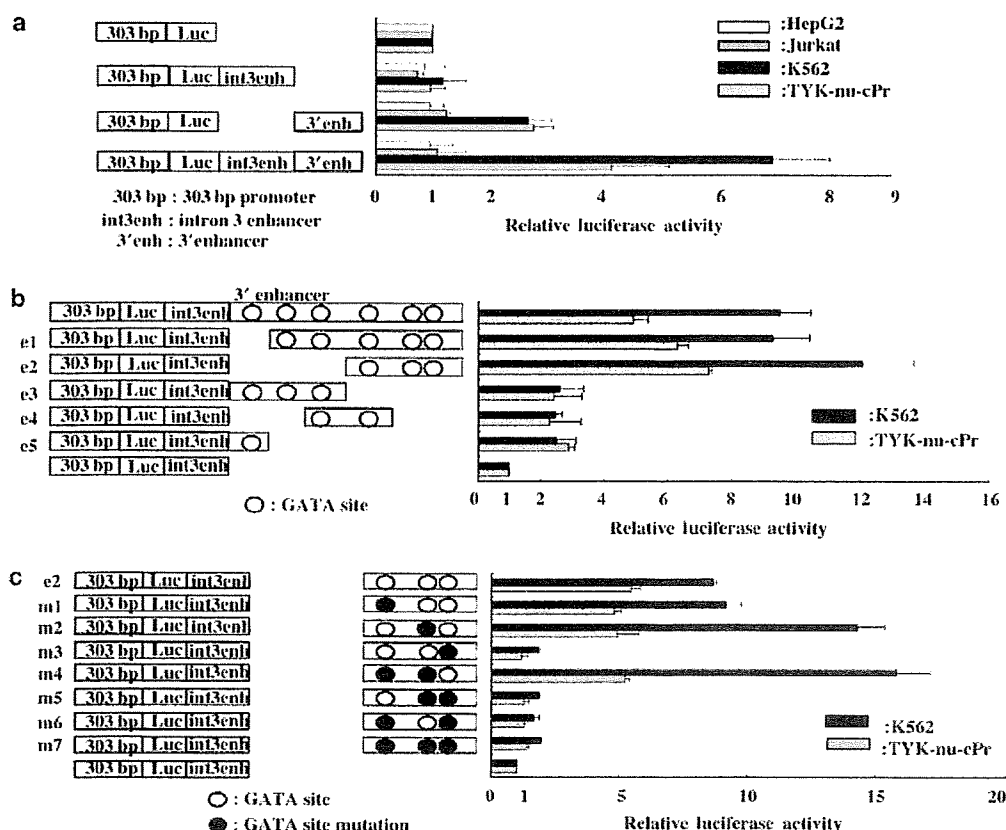 a
303 bp Luc
303 bp Luc int3enh
303 bp Luc 3′enh
303 bp Luc int3enh 3′enh
303 bp : 303 bp promoter
int3enh : intron 3 enhancer
3′enh : 3′enhancer
:HepG2
:Jurkat
:K562
:TYK-nu-cPr
0 1 2 4 6 7 8 9
Relative luciferase activity
b
3′ enhancer
303 bp Luc int3enh
e1 303 bp Luc int3enh
e2 303 bp Luc int3enh
e3 303 bp Luc int3enh
e4 303 bp Luc int3enh
e5 303 bp Luc int3enh
303 bp Luc int3enh
: GATA site
:K562
:TYK-nu-cPr
0 1 2 4 6 8 10 12 14 16
Relative luciferase activity
c
e2 303 bp Luc int3enh
m1 303 bp Luc int3enh
m2 303 bp Luc int3enh
m3 303 bp Luc int3enh
m4 303 bp Luc int3enh
m5 303 bp Luc int3enh
m6 303 bp Luc int3enh
m7 303 bp Luc int3enh
303 bp Luc int3enh
: GATA site
: GATA site mutation
:K562
:TYK-nu-cPr
0 1 5 10 15 20
Relative luciferase activity